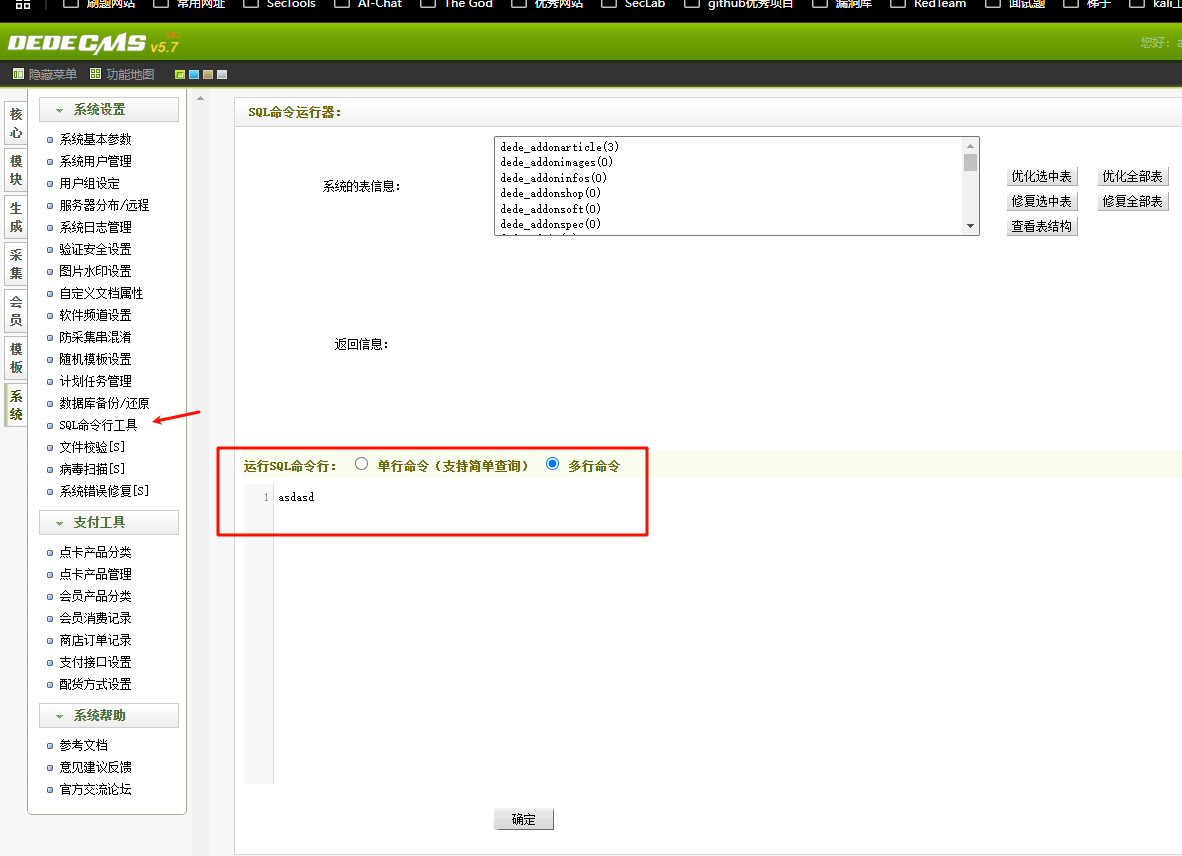 刷题网站 常用网址 SecTools AI-Chat The God 优秀网站 SecLab github优秀项目 漏洞库 RedTeam 面试题 梯子
DEDECMS v5.7 SP2
您好:
隐藏菜单 功能地图
核心
模块
生成
采集
会员
模板
系统
系统设置
系统基本参数
系统用户管理
用户组设定
服务器分布/远程
系统日志管理
验证安全设置
图片水印设置
自定义文档属性
软件频道设置
防采集串混淆
随机模板设置
计划任务管理
数据库备份/还原
SQL命令行工具
文件校验[S]
病毒扫描[S]
系统错误修复[S]
支付工具
点卡产品分类
点卡产品管理
会员产品分类
会员消费记录
商店订单记录
支付接口设置
配货方式设置
系统帮助
参考文档
意见建议反馈
官方交流论坛
SQL命令运行器:
系统的表信息:
dede_addonarticle(3)
dede_addonimages(0)
dede_addoninfos(0)
dede_addonshop(0)
dede_addonsoft(0)
dede_addonspec(0)
优化选中表 优化全部表
修复选中表 修复全部表
查看表结构
返回信息:
运行SQL命令行: 单行命令(支持简单查询) 多行命令
1 asdasd
确定